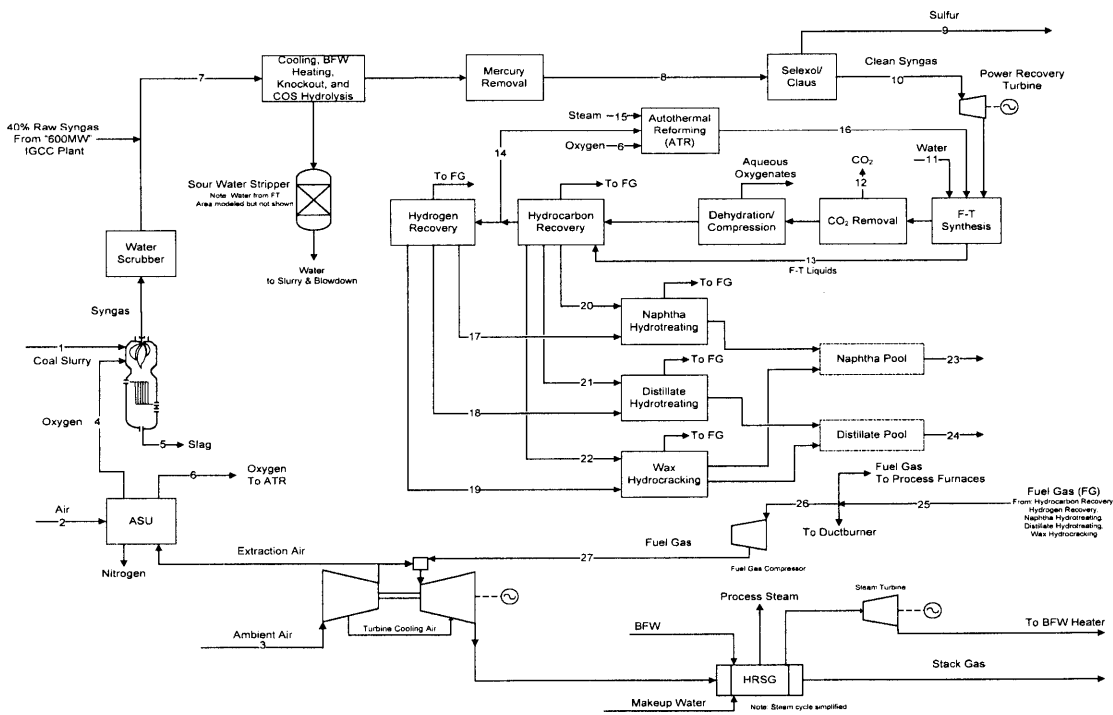 Sulfur
9
Cooling, BFW
Heating,
Knockout, and
COS Hydrolysis
7
Mercury
Removal
8
Selexol/
Claus
Clean Syngas
10
Power Recovery
Turbine
40% Raw Syngas
From "600MW"
IGCC Plant
Steam
15
Oxygen
6
Autothermal
Reforming
(ATR)
16
14
Water
11
CO₂
12
Sour Water Stripper
Note: Water from FT
Area modeled but not shown
To FG
To FG
Aqueous
Oxygenates
Hydrogen
Recovery
Hydrocarbon
Recovery
Dehydration/
Compression
CO₂ Removal
F-T
Synthesis
13
F-T Liquids
Water
Scrubber
Water
to Slurry & Blowdown
Syngas
To FG
20
Naphtha
Hydrotreating
17
1
Coal Slurry
Naphtha Pool
23
To FG
21
Distillate
Hydrotreating
18
Oxygen
4
5
Slag
Distillate Pool
24
To FG
22
Wax
Hydrocracking
19
6
Oxygen
To ATR
Fuel Gas
To Process Furnaces
26
25
Fuel Gas (FG)
From: Hydrocarbon Recovery
Hydrogen Recovery,
Naphtha Hydrotreating,
Distillate Hydrotreating,
Wax Hydrocracking
To Ductburner
Air
2
ASU
Nitrogen
Extraction Air
Fuel Gas
27
Fuel Gas Compressor
Turbine Cooling Air
Ambient Air
3
Process Steam
Steam Turbine
BFW
To BFW Heater
HRSG
Stack Gas
Makeup Water
Note: Steam cycle simplified